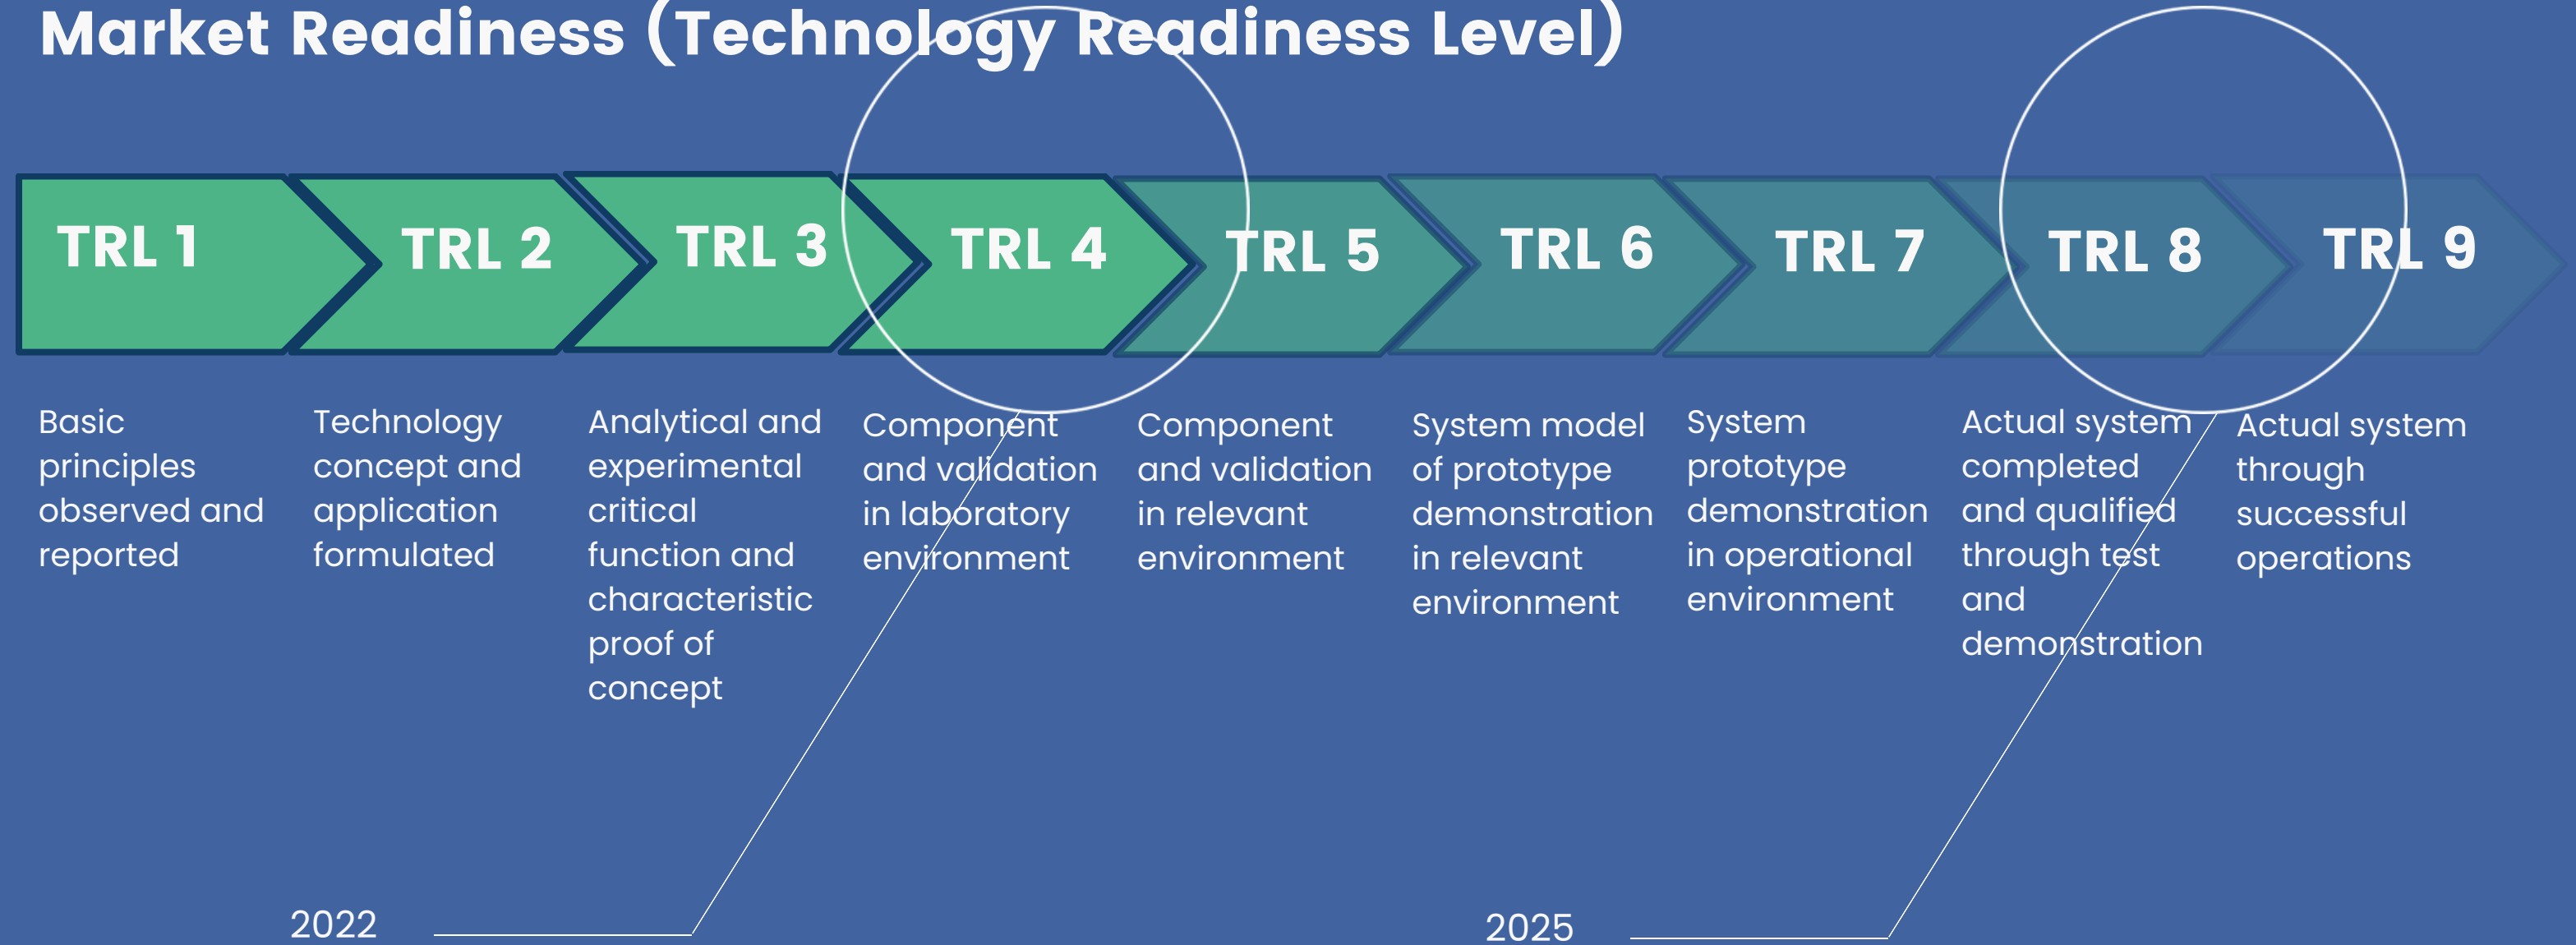 Market Readiness (Technology Readiness Level)
TRL 1
TRL 2
TRL 3
TRL 4
TRL 5
TRL 6
TRL 7
TRL 8
TRL 9
Basic
principles
observed and
reported
Technology
concept and
application
formulated
Analytical and
experimental
critical
function and
characteristic
proof of
concept
Component
and validation
in laboratory
environment
Component
and validation
in relevant
environment
System model
of prototype
demonstration
in relevant
environment
System
prototype
demonstration
in operational
environment
Actual system
completed
and qualified
through test
and
demonstration
Actual system
through
successful
operations
2022
2025